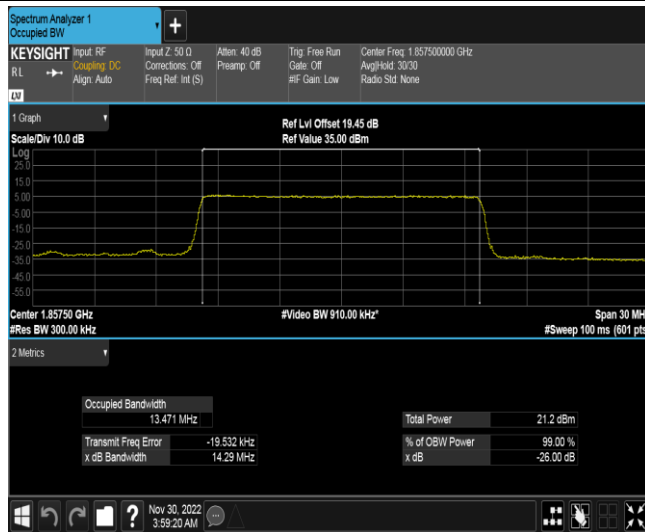 Spectrum Analyzer 1
Occupied BW
+
KEYSIGHT
RL
LXI
Input: RF
Coupling: DC
Align: Auto
Input Z: 50 Ω
Corrections: Off
Freq Ref: Int (S)
Atten: 40 dB
Preamp: Off
Trig: Free Run
Gate: Off
#IF Gain: Low
Center Freq: 1.857500000 GHz
Avg|Hold: 30/30
Radio Std: None
1 Graph
Scale/Div 10.0 dB
Ref Lvl Offset 19.45 dB
Ref Value 35.00 dBm
Log
25.0
15.0
5.00
-5.00
-15.0
-25.0
-35.0
-45.0
-55.0
Center 1.85750 GHz
#Video BW 910.00 kHz*
Span 30 MH
#Res BW 300.00 kHz
#Sweep 100 ms (601 pts
2 Metrics
Occupied Bandwidth
13.471 MHz
Total Power 21.2 dBm
Transmit Freq Error -19.532 kHz
% of OBW Power 99.00 %
x dB Bandwidth 14.29 MHz
x dB -26.00 dB
?
Nov 30, 2022
3:59:20 AM